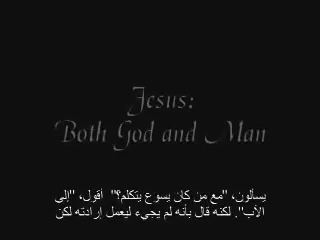 Jesus:
Both God and Man
يسألون، "مع من كان يسوع يتكلم؟" أقول، "إلى
الآب". لكنه قال بأنه لم يجيء ليعمل إرادته لكن